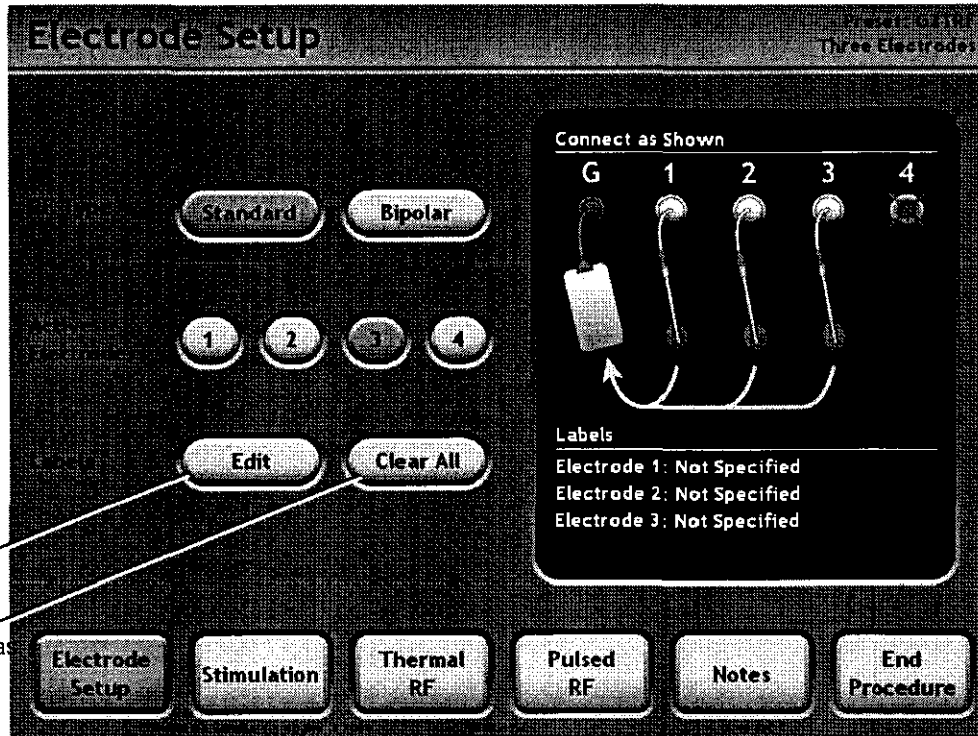 Electrode Setup
Three Electrodes
Connect as Shown
G 1 2 3 4
Standard Bipolar
1 2 3 4
Edit Clear All
Labels
Electrode 1: Not Specified
Electrode 2: Not Specified
Electrode 3: Not Specified
as
Electrode Setup
Stimulation
Thermal RF
Pulsed RF
Notes
End Procedure